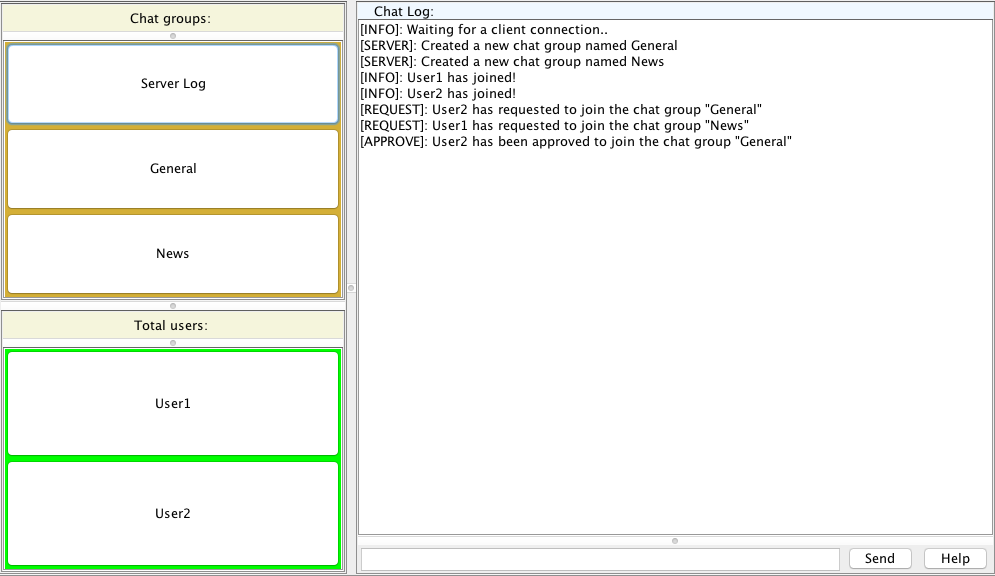 Chat groups:
Server Log
General
News
Total users:
User1
User2
Chat Log:
[INFO]: Waiting for a client connection..
[SERVER]: Created a new chat group named General
[SERVER]: Created a new chat group named News
[INFO]: User1 has joined!
[INFO]: User2 has joined!
[REQUEST]: User2 has requested to join the chat group "General"
[REQUEST]: User1 has requested to join the chat group "News"
[APPROVE]: User2 has been approved to join the chat group "General"
Send
Help